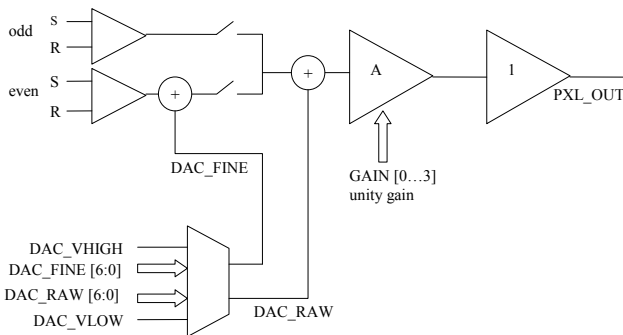 odd
S
R
even
S
R
+
+
A
1
PXL_OUT
DAC_FINE
GAIN [0…3]
unity gain
DAC_VHIGH
DAC_FINE [6:0]
DAC_RAW [6:0]
DAC_VLOW
DAC_RAW